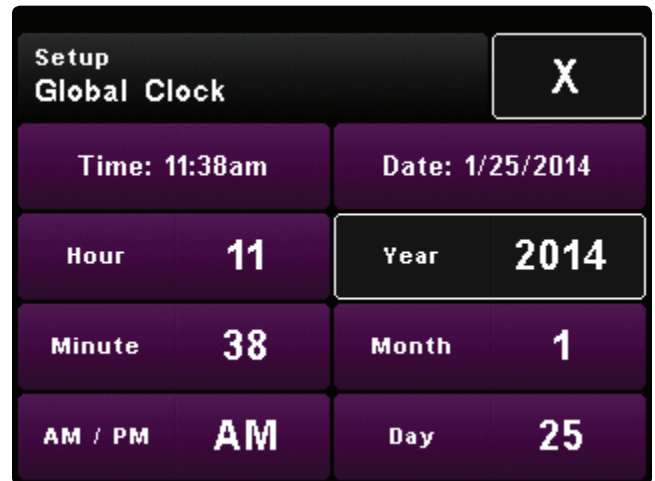 Setup
Global Clock
X
Time: 11:38am
Date: 1/25/2014
Hour 11
Year 2014
Minute 38
Month 1
AM / PM AM
Day 25